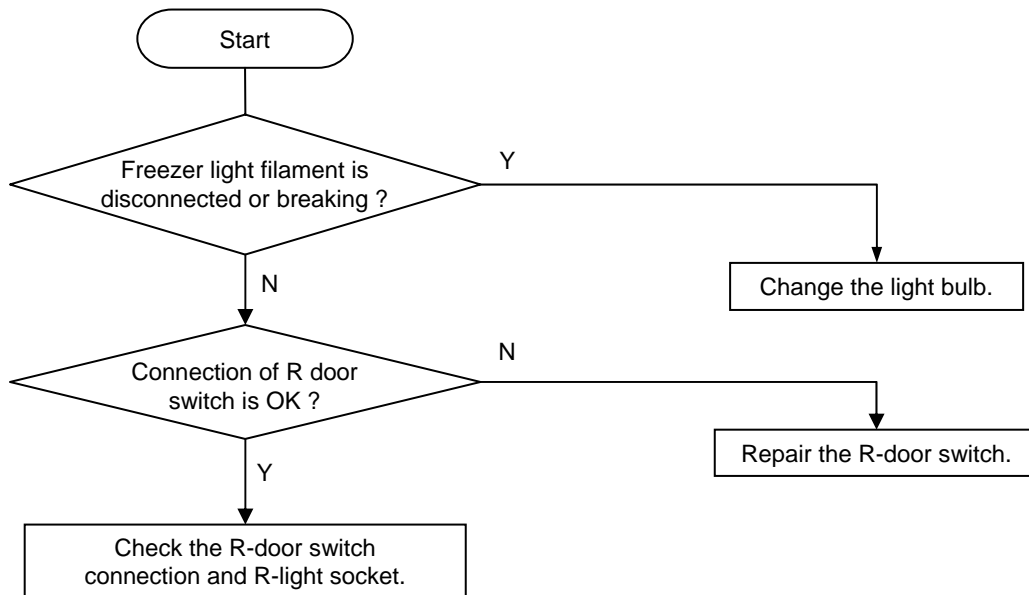 Start
Freezer light filament is
disconnected or breaking ?
Y
Change the light bulb.
N
Connection of R door
switch is OK ?
N
Repair the R-door switch.
Y
Check the R-door switch
connection and R-light socket.